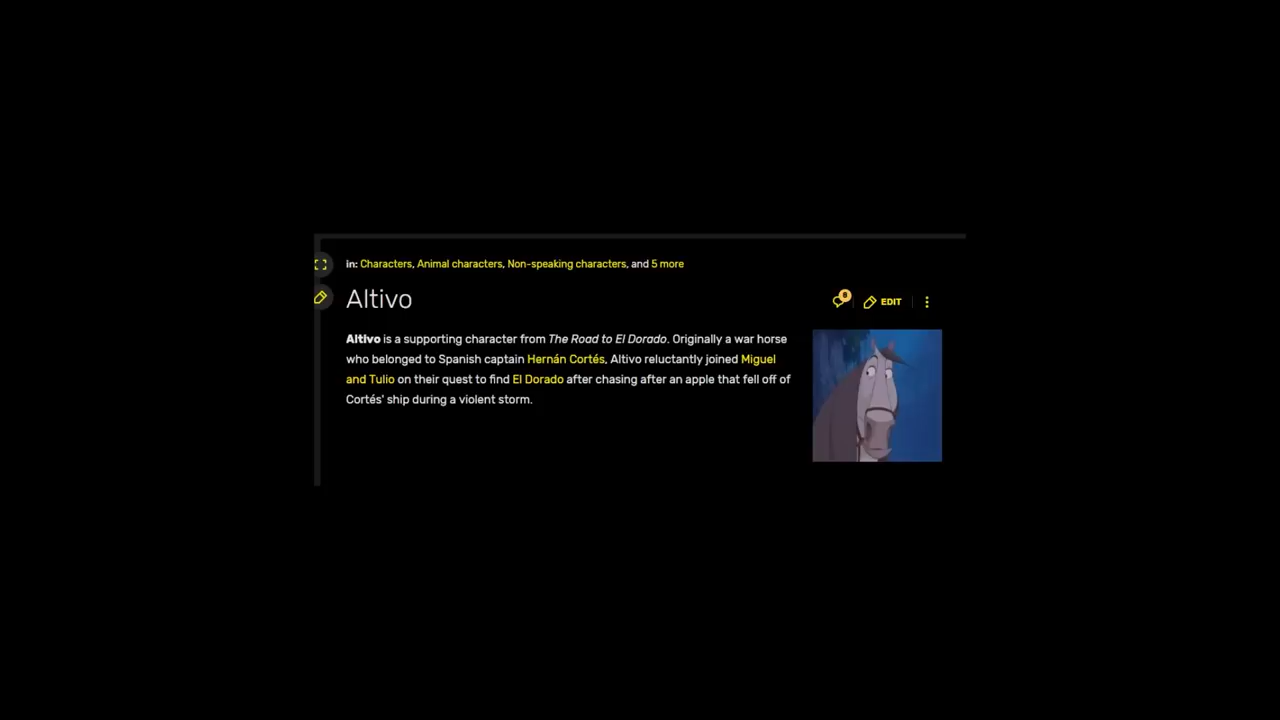 in: Characters, Animal characters, Non-speaking characters, and 5 more
Altivo
6
EDIT
Altivo is a supporting character from The Road to El Dorado. Originally a war horse
who belonged to Spanish captain Hernán Cortés, Altivo reluctantly joined Miguel
and Tulio on their quest to find El Dorado after chasing after an apple that fell off of
Cortés' ship during a violent storm.